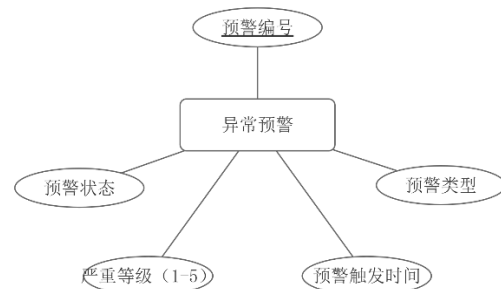 预警编号
异常预警
预警状态
预警类型
严重等级（1-5）
预警触发时间